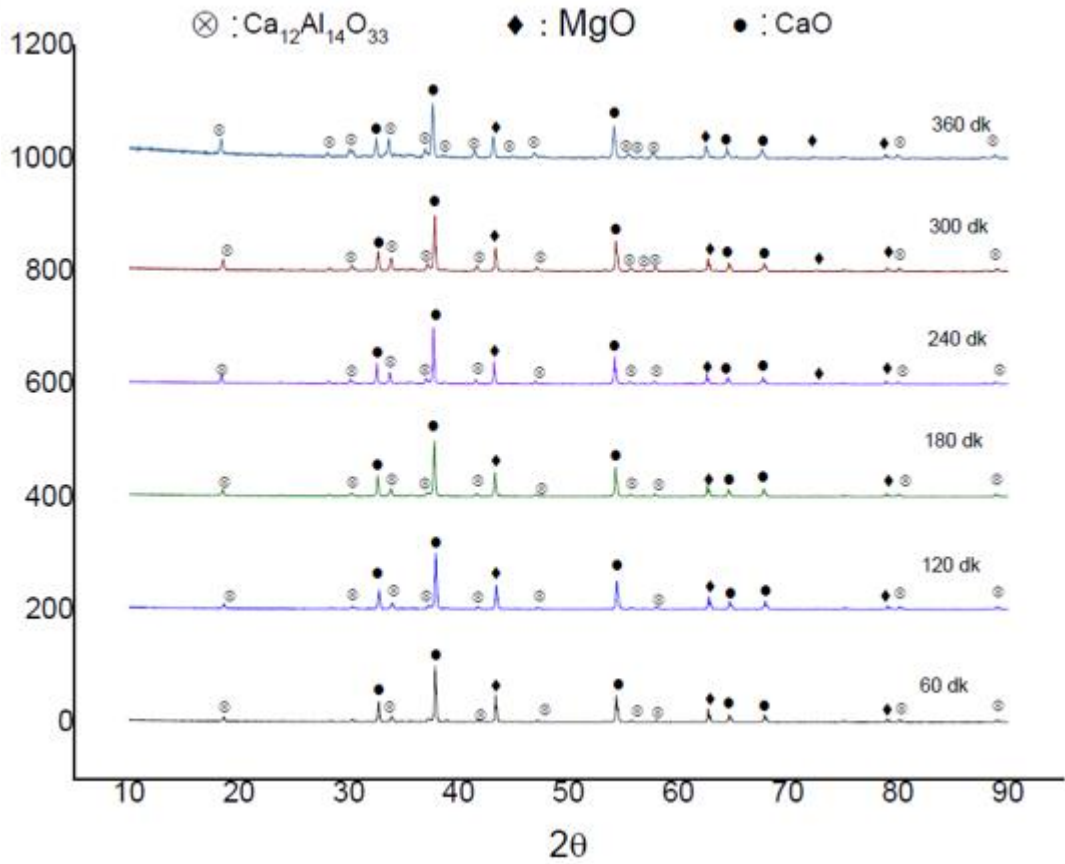 ⊗ : Ca₁₂Al₁₄O₃₃ ♦ : MgO ● : CaO
1200
360 dk
1000
300 dk
800
240 dk
600
180 dk
400
120 dk
200
60 dk
0
10 20 30 40 50 60 70 80 90
2θ